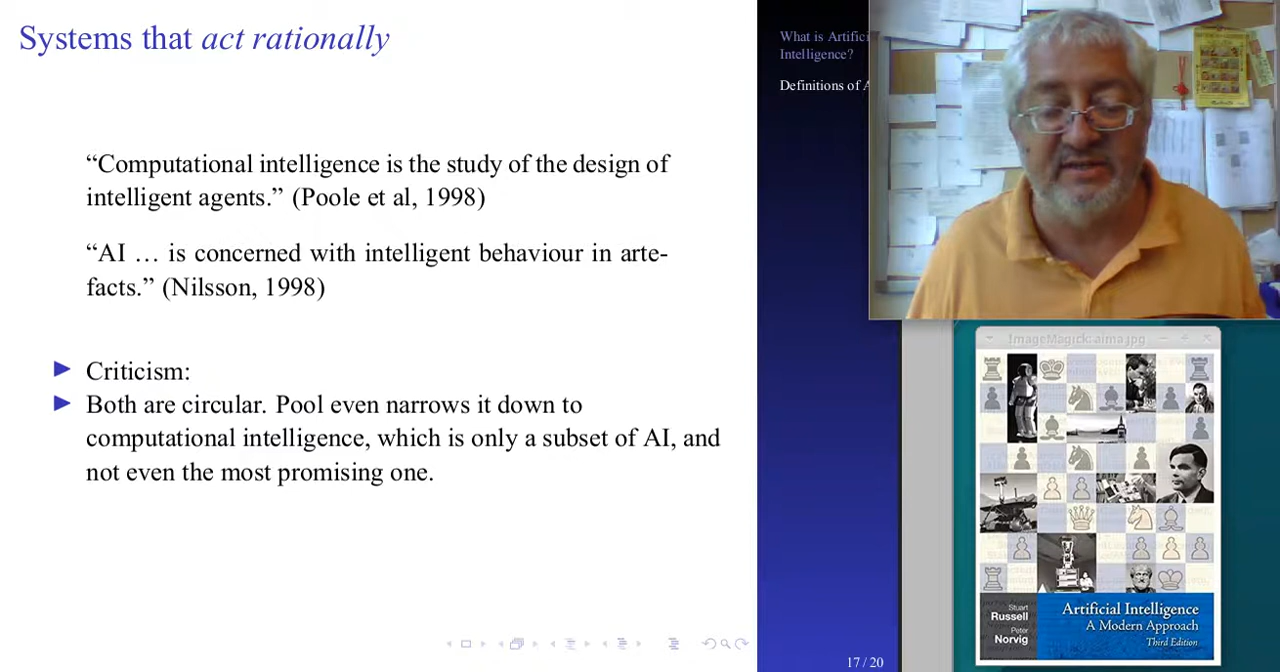 Systems that act rationally
“Computational intelligence is the study of the design of
intelligent agents.” (Poole et al, 1998)
“AI … is concerned with intelligent behaviour in arte-
facts.” (Nilsson, 1998)
Criticism:
Both are circular. Pool even narrows it down to
computational intelligence, which is only a subset of AI, and
not even the most promising one.
What is Artifici
Intelligence?
Definitions of A
17 / 20
ImageMagick: aima.jpg
Stuart
Russell
Peter
Norvig
Artificial Intelligence
A Modern Approach
Third Edition